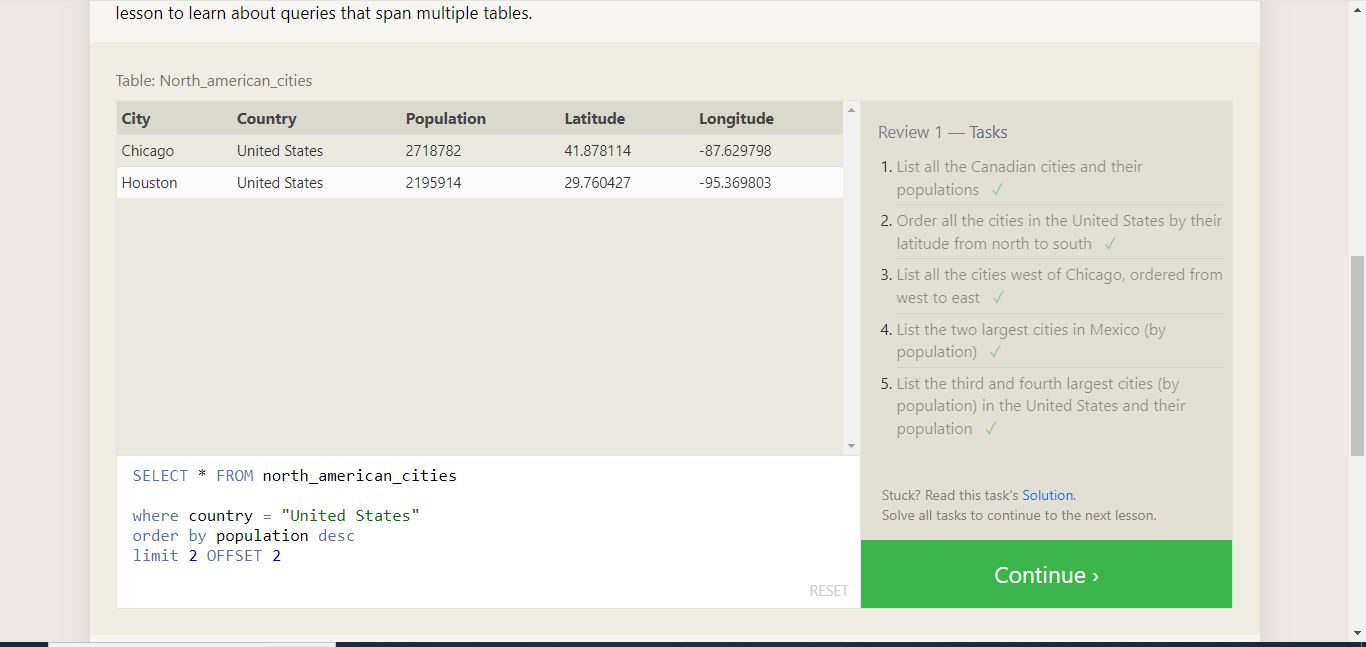 lesson to learn about queries that span multiple tables.
Table: North_american_cities
City Country Population Latitude Longitude
Chicago United States 2718782 41.878114 -87.629798
Houston United States 2195914 29.760427 -95.369803
SELECT * FROM north_american_cities
where country = "United States"
order by population desc
limit 2 OFFSET 2
RESET
Review 1 — Tasks
1. List all the Canadian cities and their
populations ✓
2. Order all the cities in the United States by their
latitude from north to south ✓
3. List all the cities west of Chicago, ordered from
west to east ✓
4. List the two largest cities in Mexico (by
population) ✓
5. List the third and fourth largest cities (by
population) in the United States and their
population ✓
Stuck? Read this task's Solution.
Solve all tasks to continue to the next lesson.
Continue ›